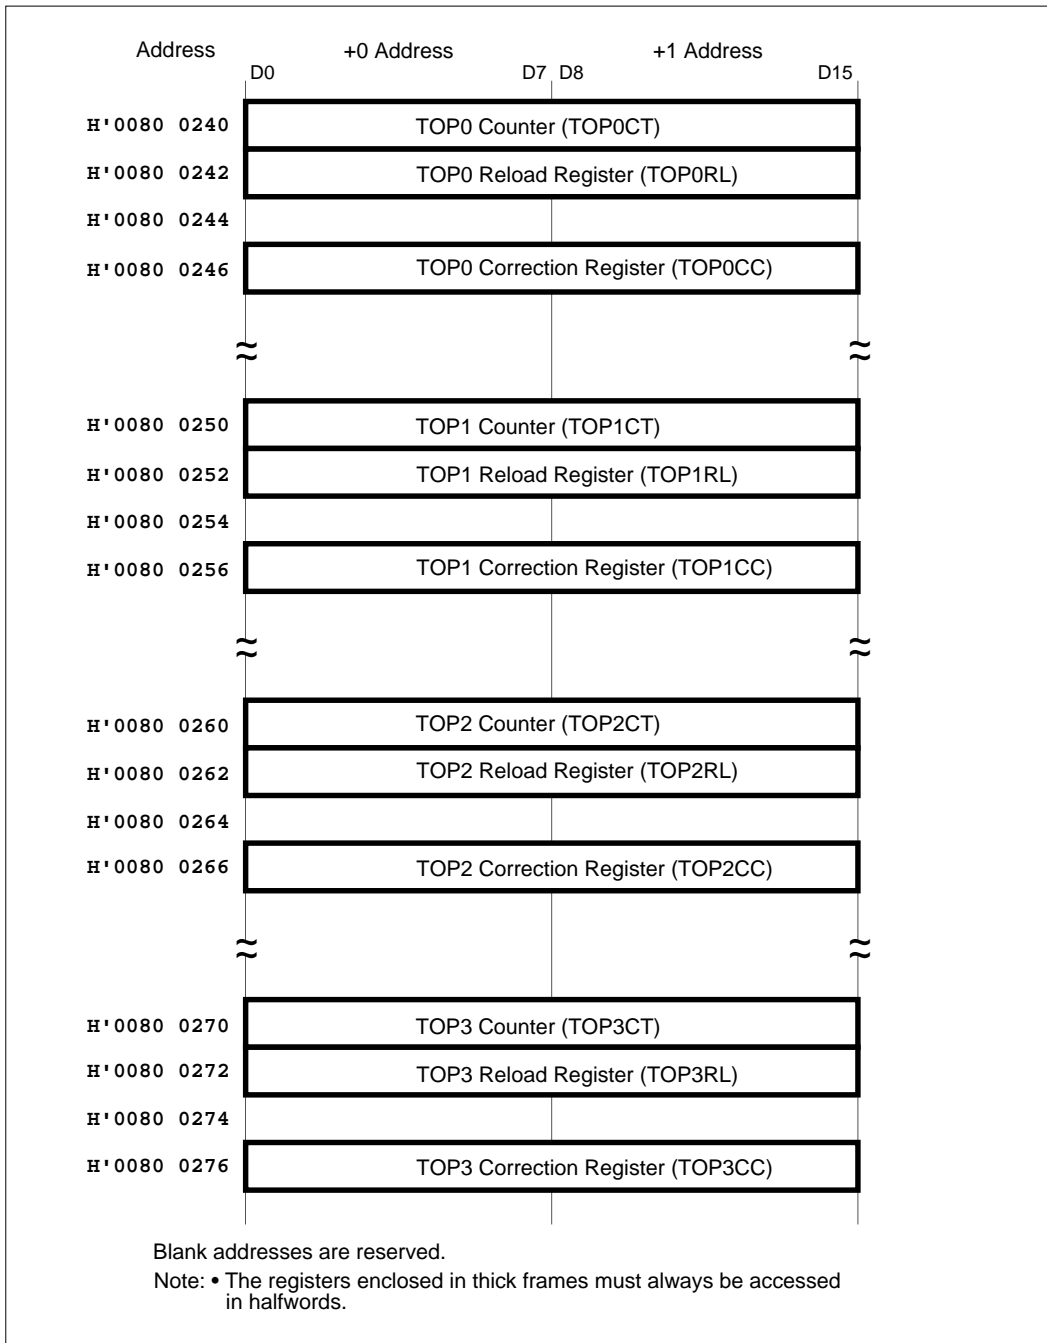 Address +0 Address +1 Address
D0 D7 D8 D15
H'0080 0240 TOP0 Counter (TOP0CT)
H'0080 0242 TOP0 Reload Register (TOP0RL)
H'0080 0244
H'0080 0246 TOP0 Correction Register (TOP0CC)
≈ ≈
H'0080 0250 TOP1 Counter (TOP1CT)
H'0080 0252 TOP1 Reload Register (TOP1RL)
H'0080 0254
H'0080 0256 TOP1 Correction Register (TOP1CC)
≈ ≈
H'0080 0260 TOP2 Counter (TOP2CT)
H'0080 0262 TOP2 Reload Register (TOP2RL)
H'0080 0264
H'0080 0266 TOP2 Correction Register (TOP2CC)
≈ ≈
H'0080 0270 TOP3 Counter (TOP3CT)
H'0080 0272 TOP3 Reload Register (TOP3RL)
H'0080 0274
H'0080 0276 TOP3 Correction Register (TOP3CC)
Blank addresses are reserved.
Note: • The registers enclosed in thick frames must always be accessed
in halfwords.